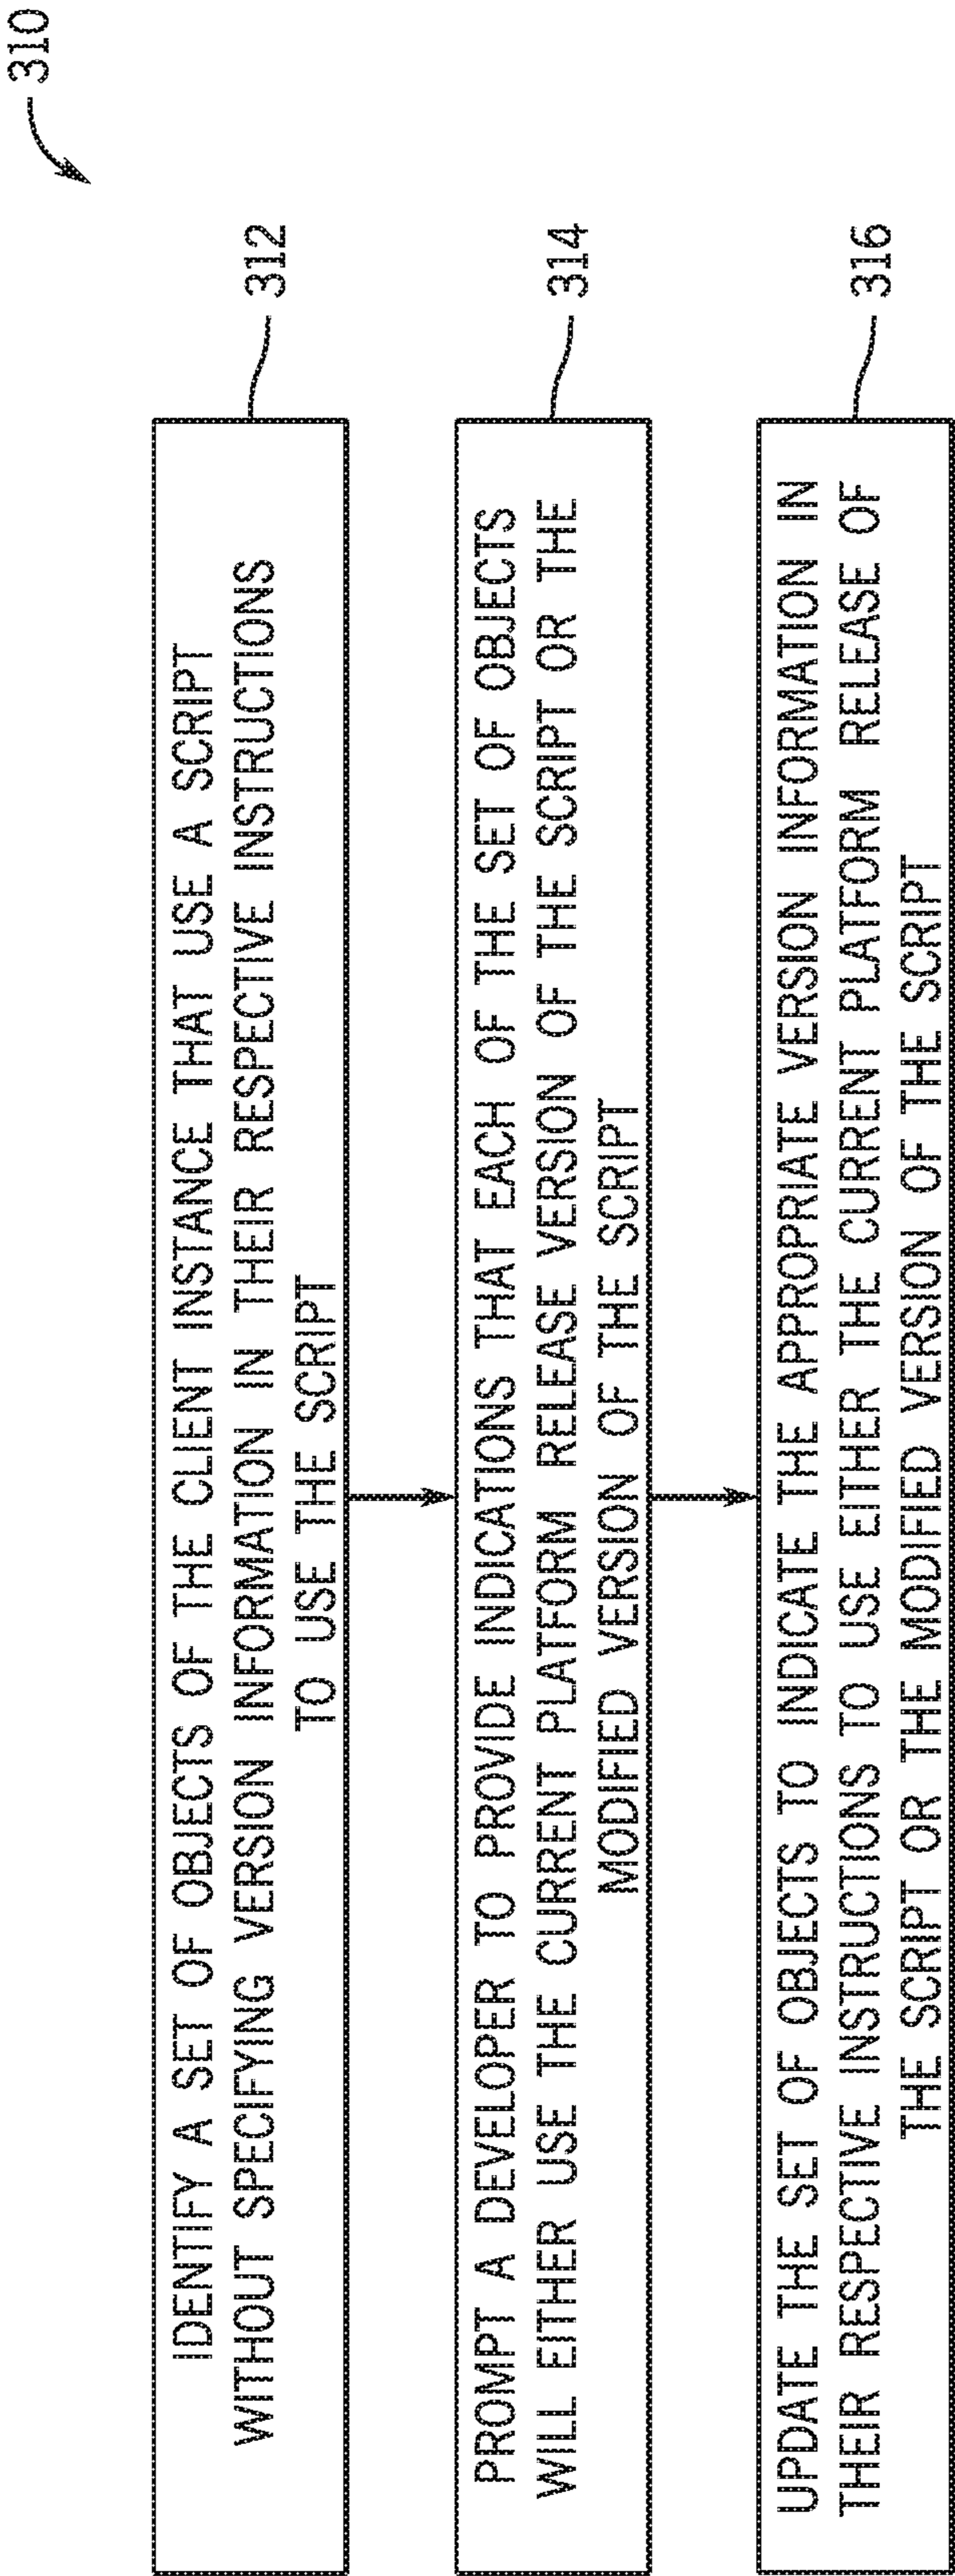 310
IDENTIFY A SET OF OBJECTS OF THE CLIENT INSTANCE THAT USE A SCRIPT
WITHOUT SPECIFYING VERSION INFORMATION IN THEIR RESPECTIVE INSTRUCTIONS
TO USE THE SCRIPT
312
PROMPT A DEVELOPER TO PROVIDE INDICATIONS THAT EACH OF THE SET OF OBJECTS
WILL EITHER USE THE CURRENT PLATFORM RELEASE VERSION OF THE SCRIPT OR THE
MODIFIED VERSION OF THE SCRIPT
314
UPDATE THE SET OF OBJECTS TO INDICATE THE APPROPRIATE VERSION INFORMATION IN
THEIR RESPECTIVE INSTRUCTIONS TO USE EITHER THE CURRENT PLATFORM RELEASE OF
THE SCRIPT OR THE MODIFIED VERSION OF THE SCRIPT
316